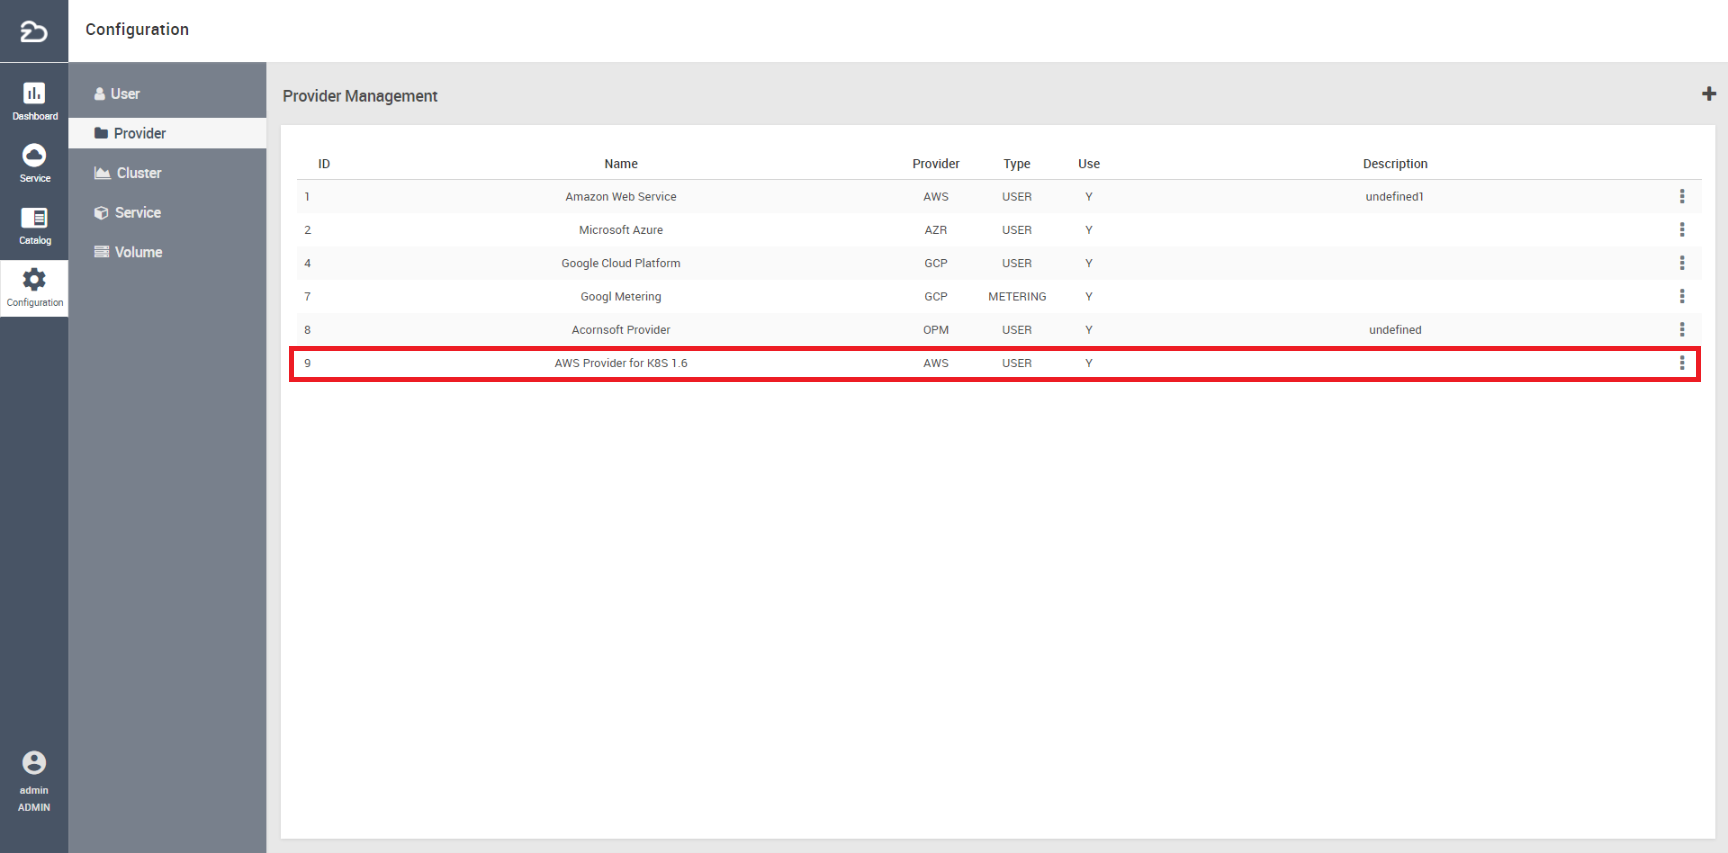 Configuration
Dashboard
Service
Catalog
Configuration
admin
ADMIN
User
Provider
Cluster
Service
Volume
Provider Management
ID Name Provider Type Use Description
1 Amazon Web Service AWS USER Y undefined1
2 Microsoft Azure AZR USER Y
4 Google Cloud Platform GCP USER Y
7 Googl Metering GCP METERING Y
8 Acornsoft Provider OPM USER Y undefined
9 AWS Provider for K8S 1.6 AWS USER Y